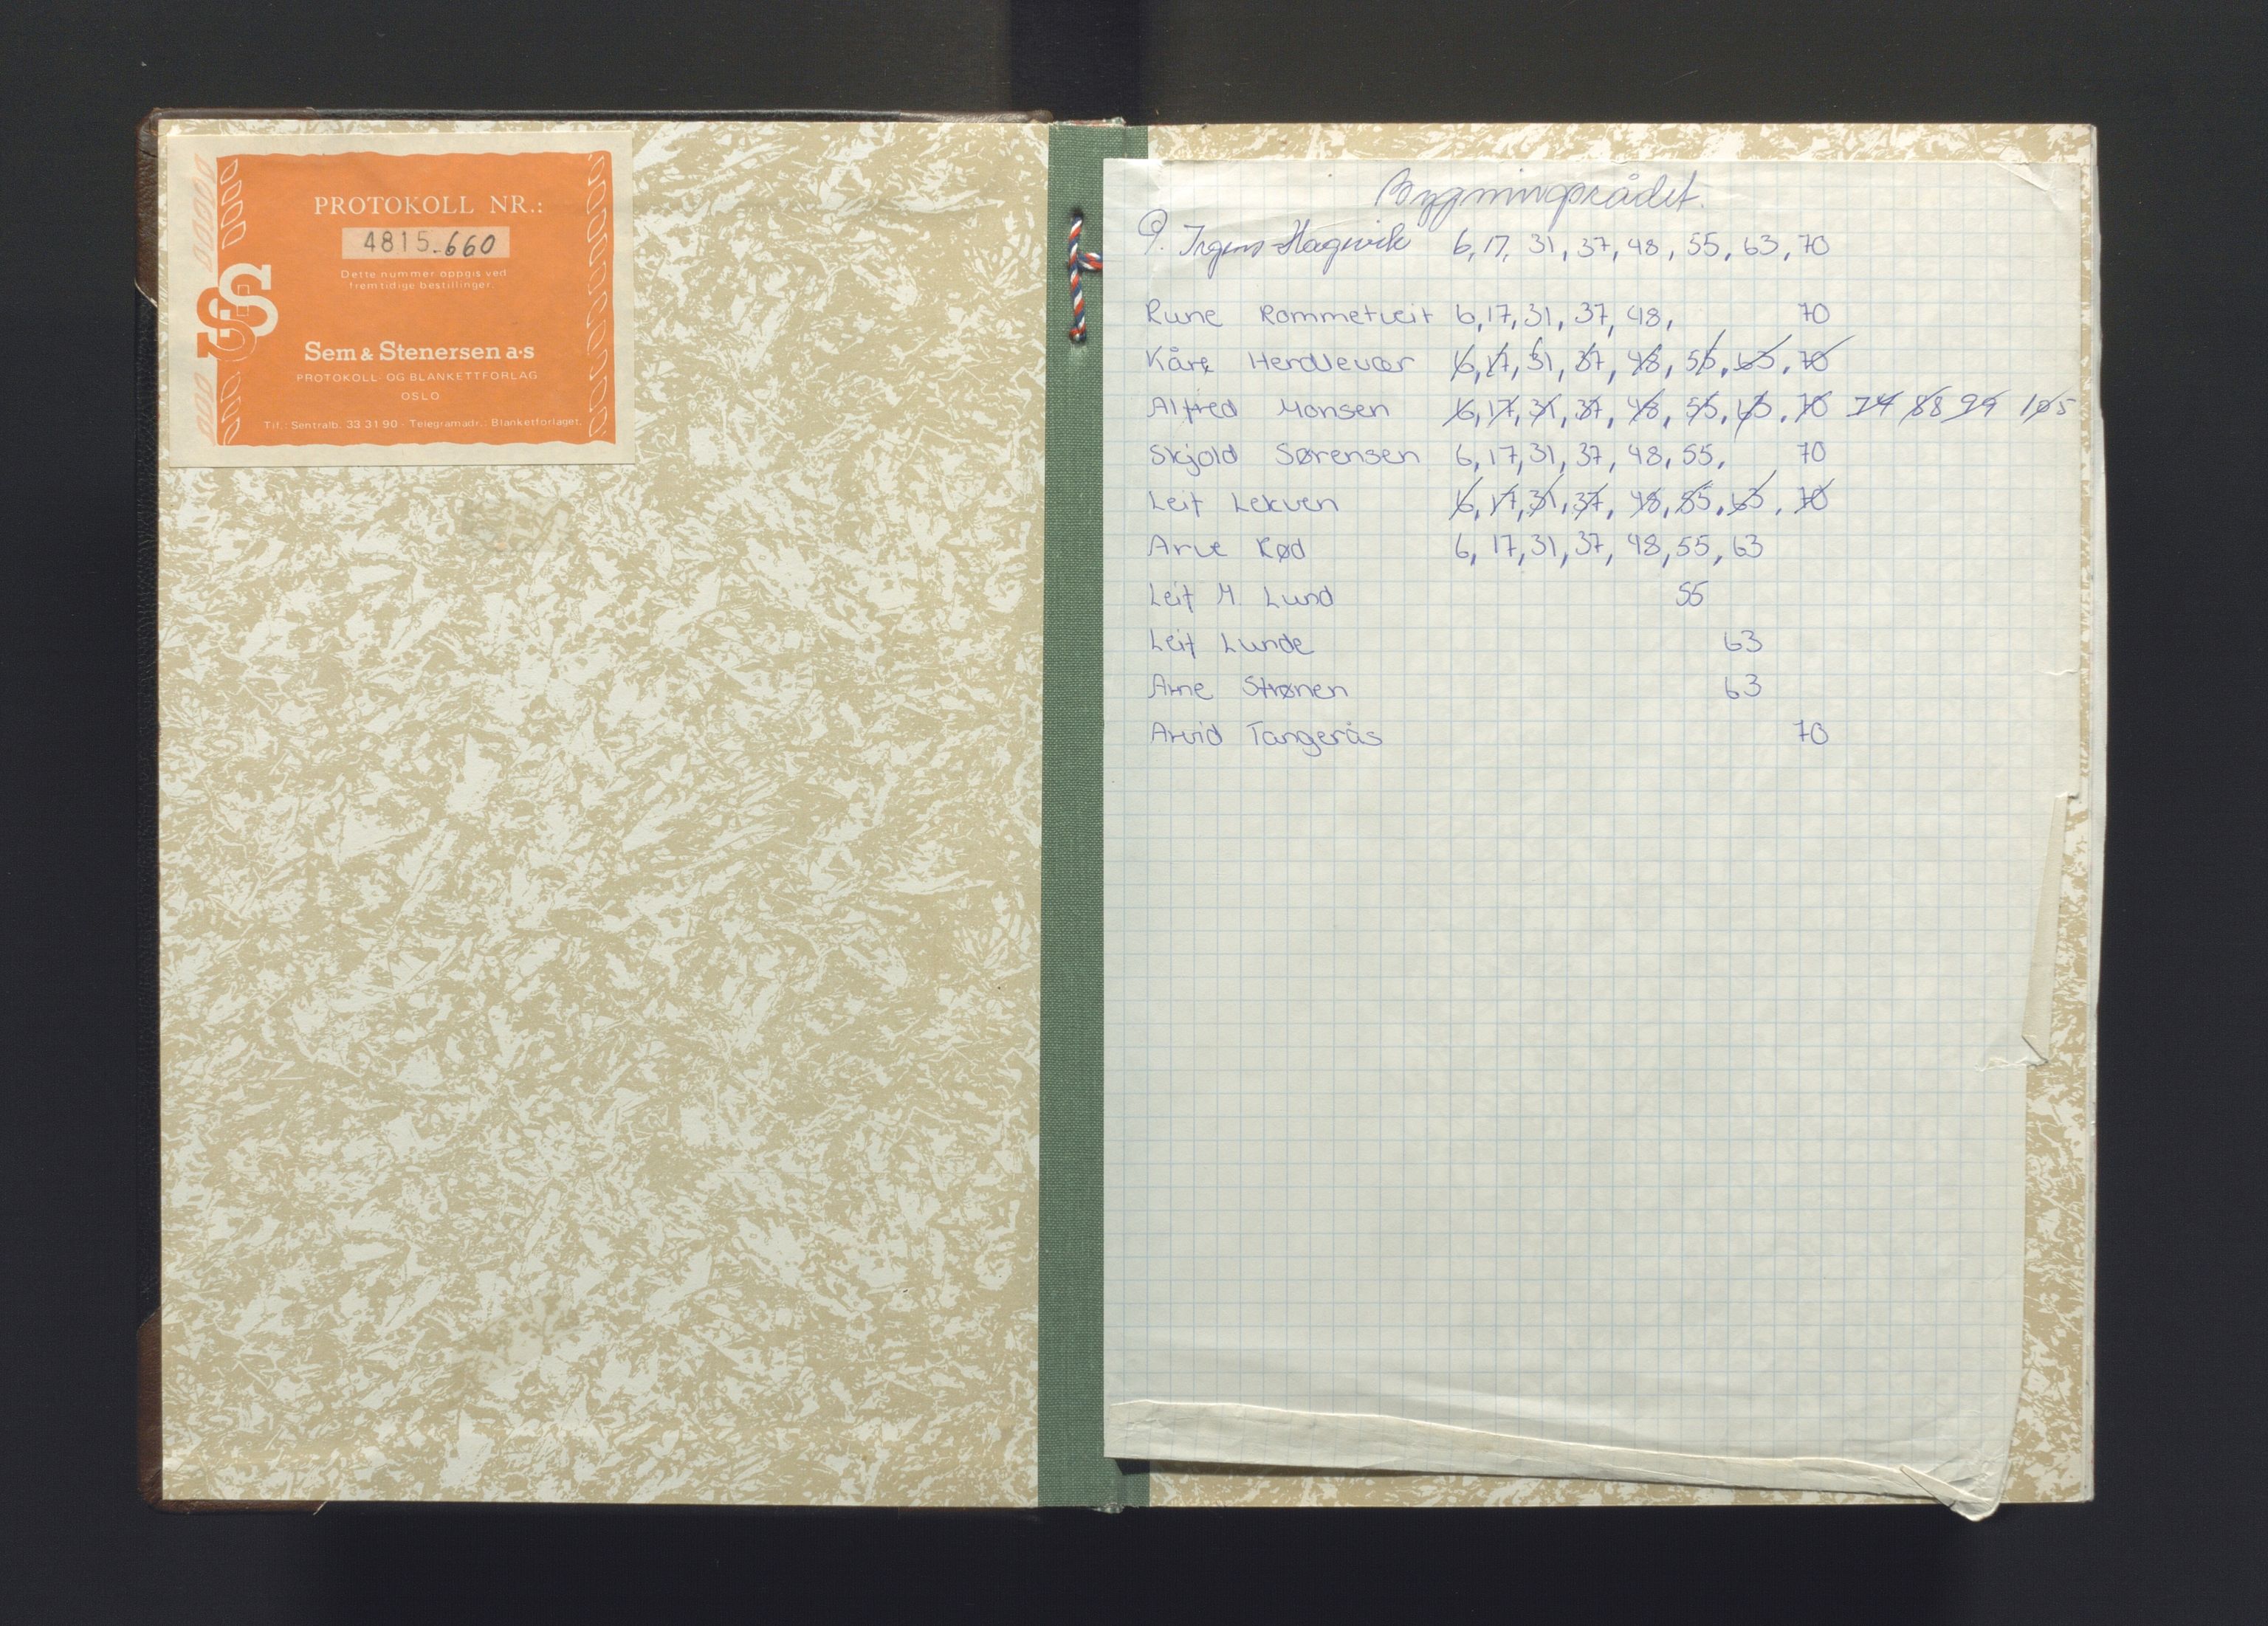 PROTOKOLL NR.:
4815-660
Dette nummer oppgis ved
fremtidige bestillinger.
SS
Sem & Stenersen a·s
PROTOKOLL- OG BLANKETTFORLAG
OSLO
Tlf.: Sentralb. 33 31 90 - Telegramadr.: Blankettforlaget.
Bygningsrådet.
P. Irgens Hagevik 6, 17, 31, 37, 48, 55, 63, 70
Rune Rommetveit 6, 17, 31, 37, 48, 70
Kåre Herdlevær 6, 17, 31, 37, 48, 55, 63, 70
Alfred Monsen 6, 17, 31, 37, 48, 55, 63, 70 74 88 94 105
Skjold Sørensen 6, 17, 31, 37, 48, 55, 70
Leif Lekven 6, 17, 31, 37, 48, 55, 63, 70
Arve Rød 6, 17, 31, 37, 48, 55, 63
Leif M. Lund 55
Leif Lunde 63
Arne Strønen 63
Arvid Tangerås 70